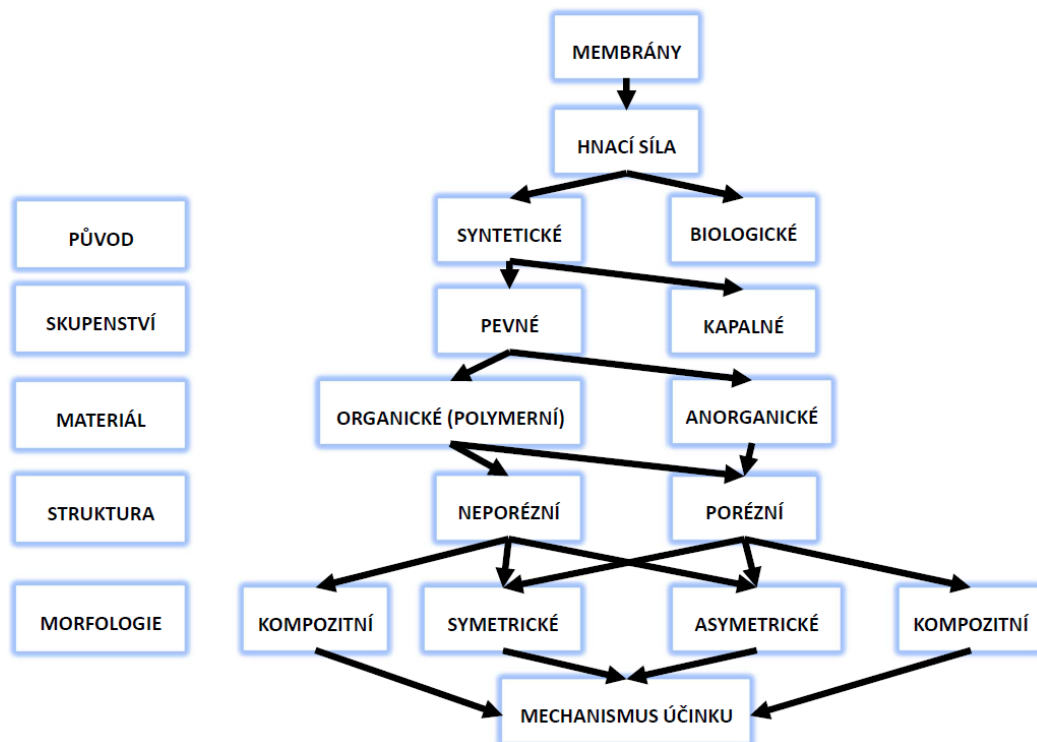 MEMBRÁNY
HNACÍ SÍLA
PŮVOD
SYNTETICKÉ
BIOLOGICKÉ
SKUPENSTVÍ
PEVNÉ
KAPALNÉ
MATERIÁL
ORGANICKÉ (POLYMERNÍ)
ANORGANICKÉ
STRUKTURA
NEPORÉZNÍ
PORÉZNÍ
MORFOLOGIE
KOMPOZITNÍ
SYMETRICKÉ
ASYMETRICKÉ
KOMPOZITNÍ
MECHANISMUS ÚČINKU